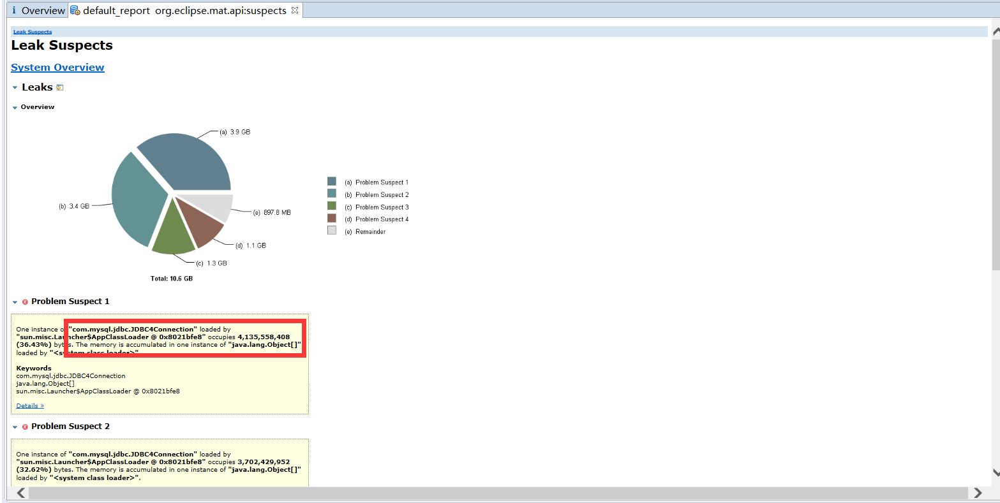 Overview default_report org.eclipse.mat.api:suspects
Leak Suspects
Leak Suspects
System Overview
Leaks
Overview
(a) 3.9 GB
(b) 3.4 GB
(e) 897.8 MB
(d) 1.1 GB
(c) 1.3 GB
Total: 10.6 GB
(a) Problem Suspect 1
(b) Problem Suspect 2
(c) Problem Suspect 3
(d) Problem Suspect 4
(e) Remainder
Problem Suspect 1
One instance of "com.mysql.jdbc.JDBC4Connection" loaded by
"sun.misc.Launcher$AppClassLoader @ 0x8021bfe8" occupies 4,135,558,408
(36.43%) bytes. The memory is accumulated in one instance of "java.lang.Object[]"
loaded by "<system class loader>".
Keywords
com.mysql.jdbc.JDBC4Connection
java.lang.Object[]
sun.misc.Launcher$AppClassLoader @ 0x8021bfe8
Details »
Problem Suspect 2
One instance of "com.mysql.jdbc.JDBC4Connection" loaded by
"sun.misc.Launcher$AppClassLoader @ 0x8021bfe8" occupies 3,702,429,952
(32.62%) bytes. The memory is accumulated in one instance of "java.lang.Object[]"
loaded by "<system class loader>".